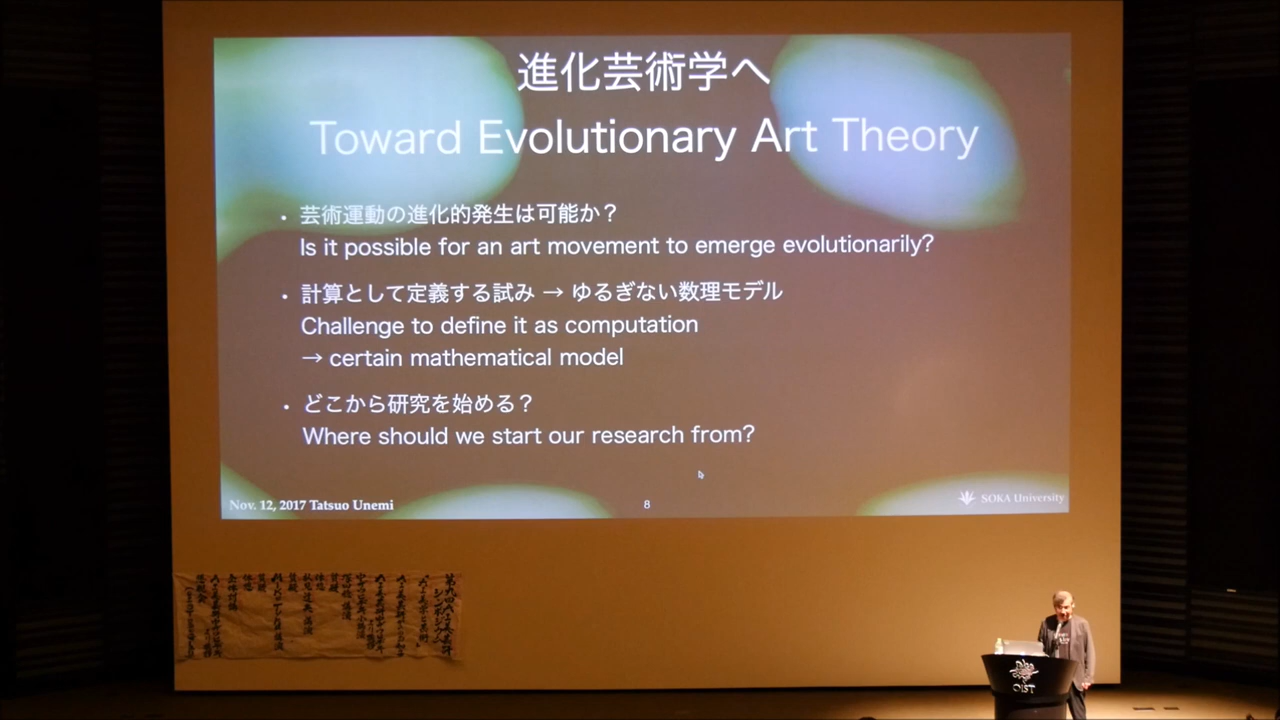 進化芸術学へ
Toward Evolutionary Art Theory
• 芸術運動の進化的発生は可能か？
Is it possible for an art movement to emerge evolutionarily?
• 計算として定義する試み → ゆるぎない数理モデル
Challenge to define it as computation
→ certain mathematical model
• どこから研究を始める？
Where should we start our research from?
Nov. 12, 2017 Tatsuo Unemi
8
SOKA University
OIST